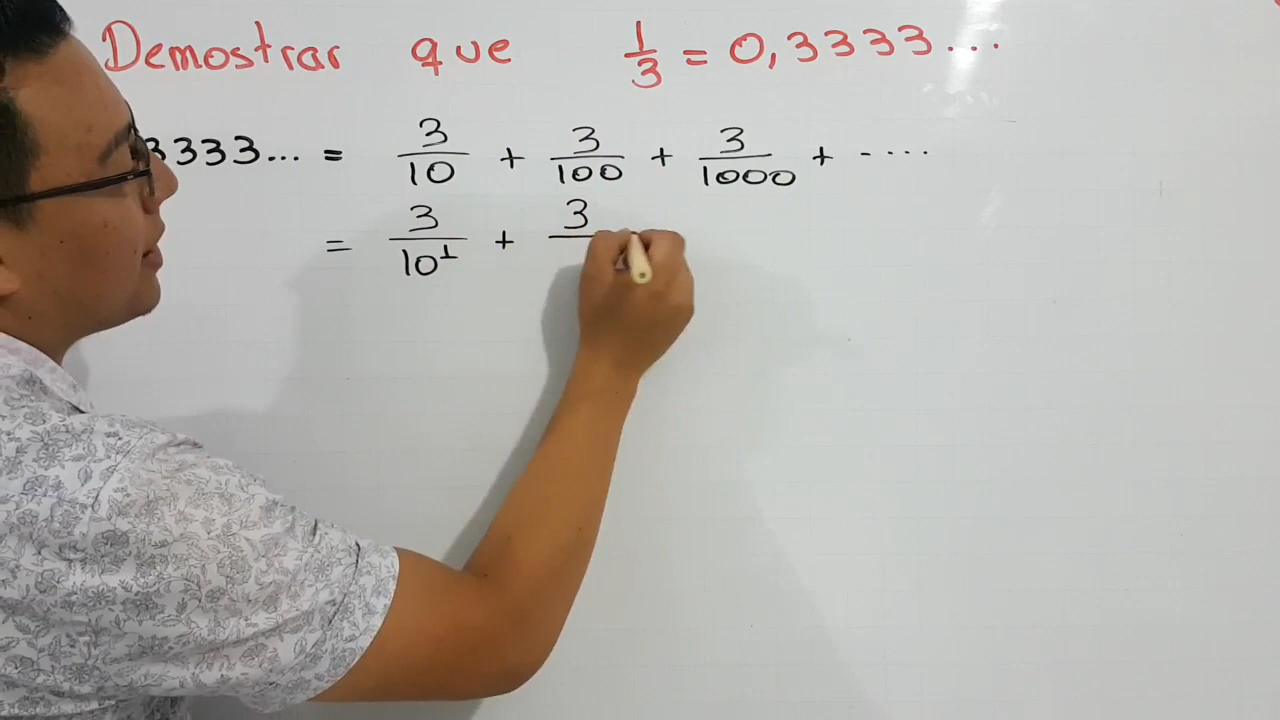 Demostrar que 1/3 = 0,3333...
3333... = 3/10 + 3/100 + 3/1000 + ....
= 3/10¹ + 3